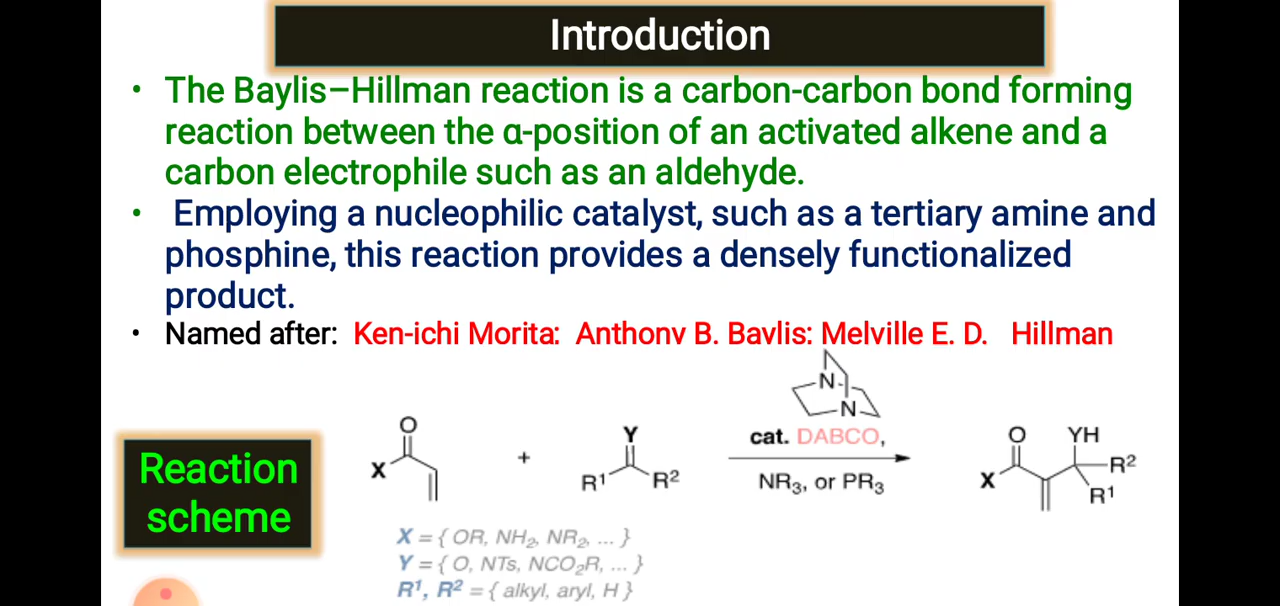 Introduction
• The Baylis–Hillman reaction is a carbon-carbon bond forming
reaction between the α-position of an activated alkene and a
carbon electrophile such as an aldehyde.
• Employing a nucleophilic catalyst, such as a tertiary amine and
phosphine, this reaction provides a densely functionalized
product.
• Named after: Ken-ichi Morita: Anthony B. Baylis: Melville E. D. Hillman
Reaction
scheme
O
X
+
Y
R¹ R²
N
N
cat. DABCO,
NR₃, or PR₃
O YH
X R²
R¹
X = { OR, NH₂, NR₂, ... }
Y = { O, NTs, NCO₂R, ... }
R¹, R² = { alkyl, aryl, H }